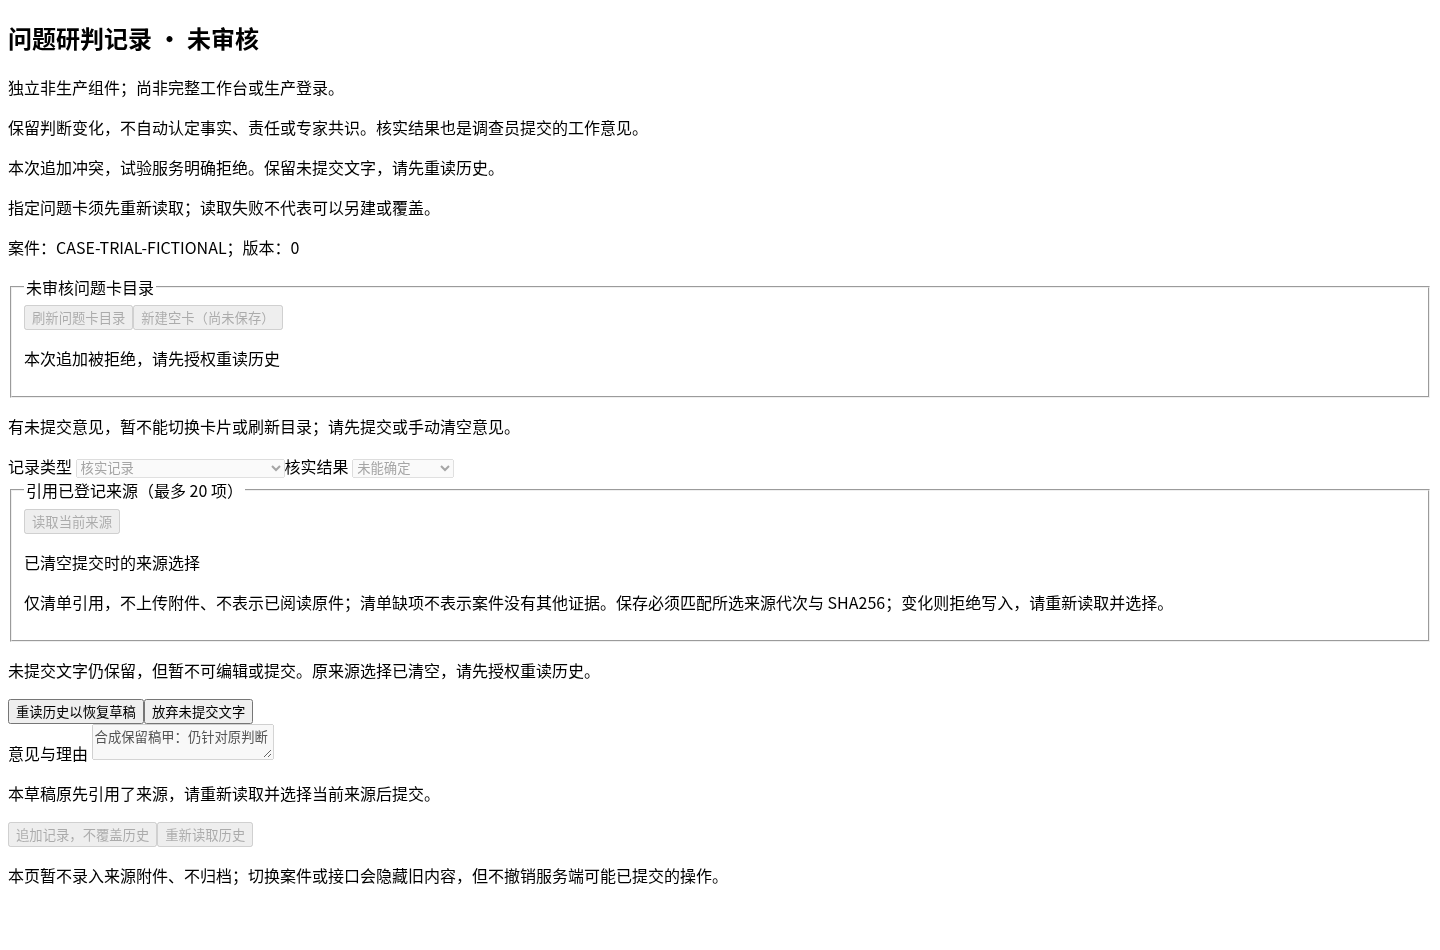 问题研判记录 · 未审核
独立非生产组件；尚非完整工作台或生产登录。
保留判断变化，不自动认定事实、责任或专家共识。核实结果也是调查员提交的工作意见。
本次追加冲突，试验服务明确拒绝。保留未提交文字，请先重读历史。
指定问题卡须先重新读取；读取失败不代表可以另建或覆盖。
案件：CASE-TRIAL-FICTIONAL；版本：0
未审核问题卡目录
刷新问题卡目录 新建空卡（尚未保存）
本次追加被拒绝，请先授权重读历史
有未提交意见，暂不能切换卡片或刷新目录；请先提交或手动清空意见。
记录类型 核实记录 核实结果 未能确定
引用已登记来源（最多 20 项）
读取当前来源
已清空提交时的来源选择
仅清单引用，不上传附件、不表示已阅读原件；清单缺项不表示案件没有其他证据。保存必须匹配所选来源代次与 SHA256；变化则拒绝写入，请重新读取并选择。
未提交文字仍保留，但暂不可编辑或提交。原来源选择已清空，请先授权重读历史。
重读历史以恢复草稿 放弃未提交文字
意见与理由 合成保留稿甲：仍针对原判断
本草稿原先引用了来源，请重新读取并选择当前来源后提交。
追加记录，不覆盖历史 重新读取历史
本页暂不录入来源附件、不归档；切换案件或接口会隐藏旧内容，但不撤销服务端可能已提交的操作。